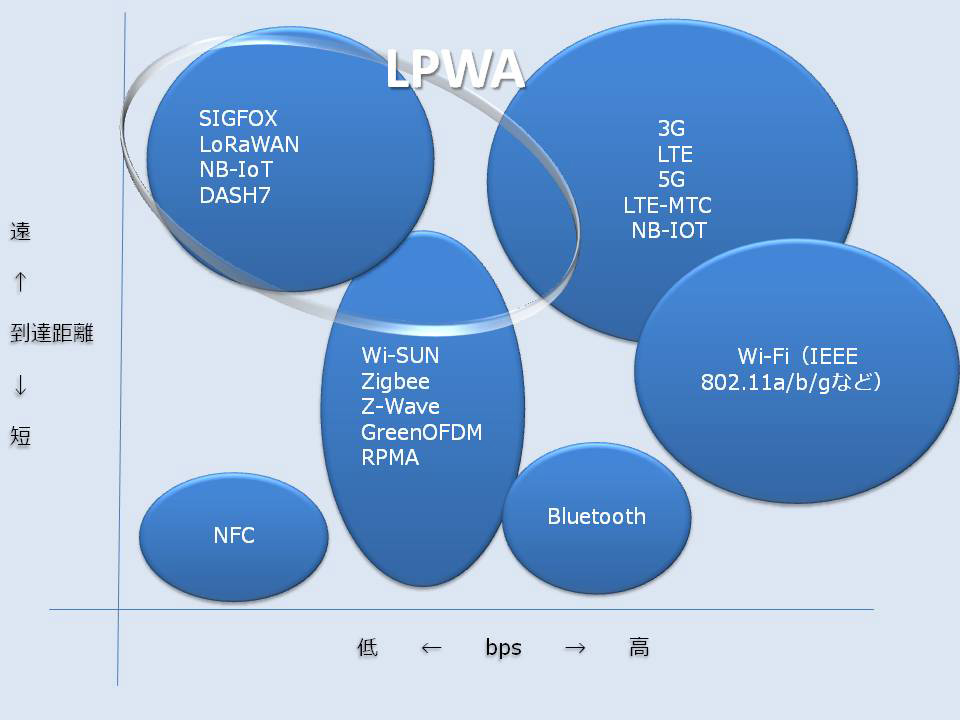 LPWA
SIGFOX
LoRaWAN
NB-IoT
DASH7
3G
LTE
5G
LTE-MTC
NB-IOT
遠
↑
到達距離
↓
短
Wi-SUN
Zigbee
Z-Wave
GreenOFDM
RPMA
Wi-Fi（IEEE
802.11a/b/gなど）
NFC
Bluetooth
低 ← bps → 高